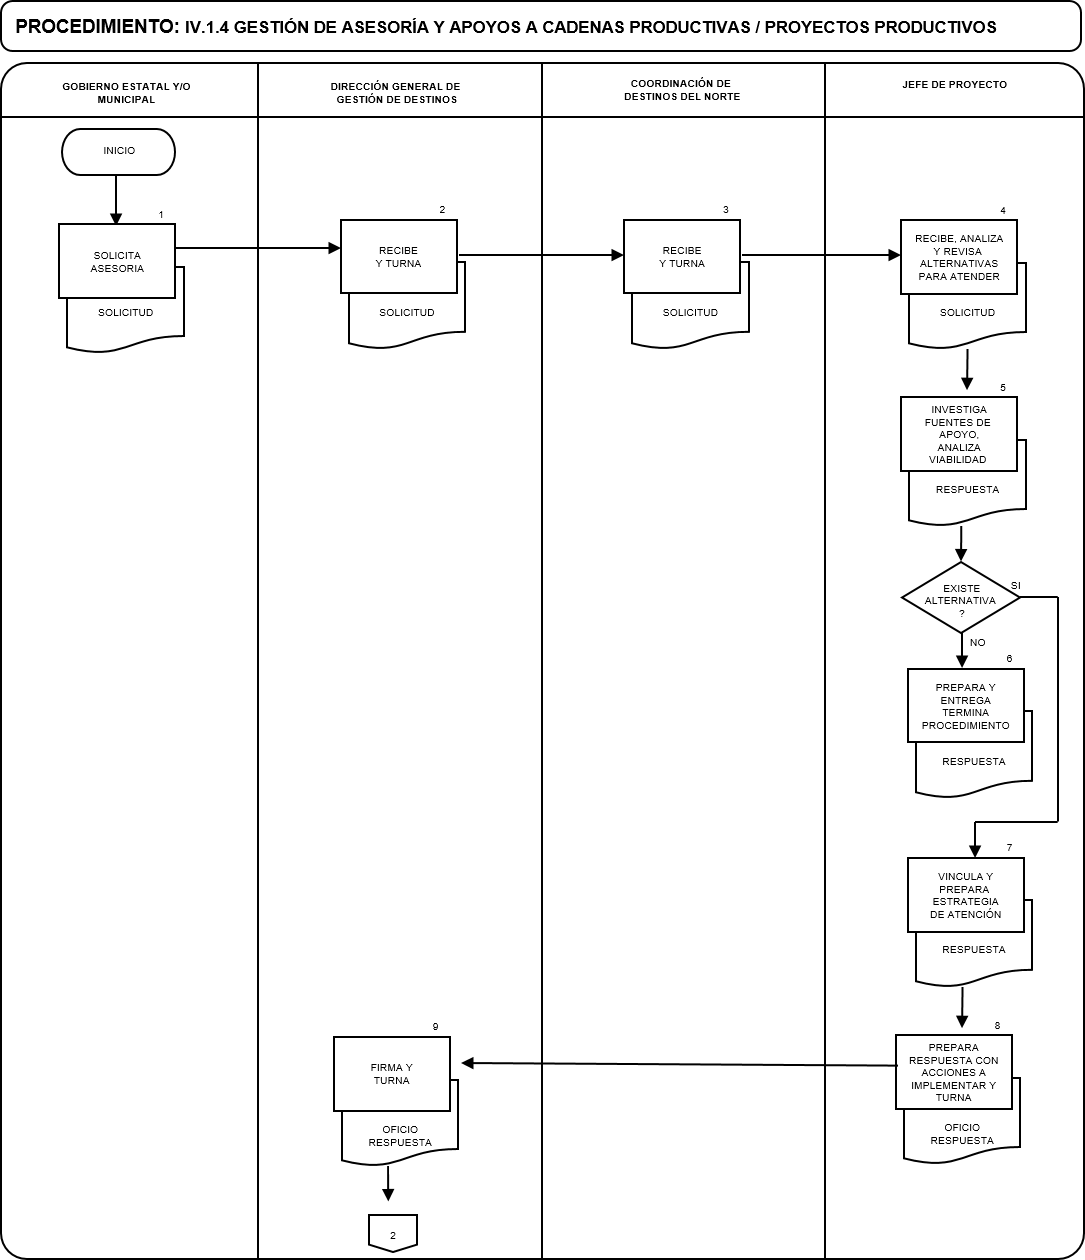 PROCEDIMIENTO: IV.1.4 GESTIÓN DE ASESORÍA Y APOYOS A CADENAS PRODUCTIVAS / PROYECTOS PRODUCTIVOS
GOBIERNO ESTATAL Y/O
MUNICIPAL
DIRECCIÓN GENERAL DE
GESTIÓN DE DESTINOS
COORDINACIÓN DE
DESTINOS DEL NORTE
JEFE DE PROYECTO
INICIO
1
SOLICITA
ASESORIA
SOLICITUD
2
RECIBE
Y TURNA
SOLICITUD
3
RECIBE
Y TURNA
SOLICITUD
4
RECIBE, ANALIZA
Y REVISA
ALTERNATIVAS
PARA ATENDER
SOLICITUD
5
INVESTIGA
FUENTES DE
APOYO,
ANALIZA
VIABILIDAD
RESPUESTA
EXISTE
ALTERNATIVA
?
SI
NO
6
PREPARA Y
ENTREGA
TERMINA
PROCEDIMIENTO
RESPUESTA
7
VINCULA Y
PREPARA
ESTRATEGIA
DE ATENCIÓN
RESPUESTA
8
PREPARA
RESPUESTA CON
ACCIONES A
IMPLEMENTAR Y
TURNA
OFICIO
RESPUESTA
9
FIRMA Y
TURNA
OFICIO
RESPUESTA
2